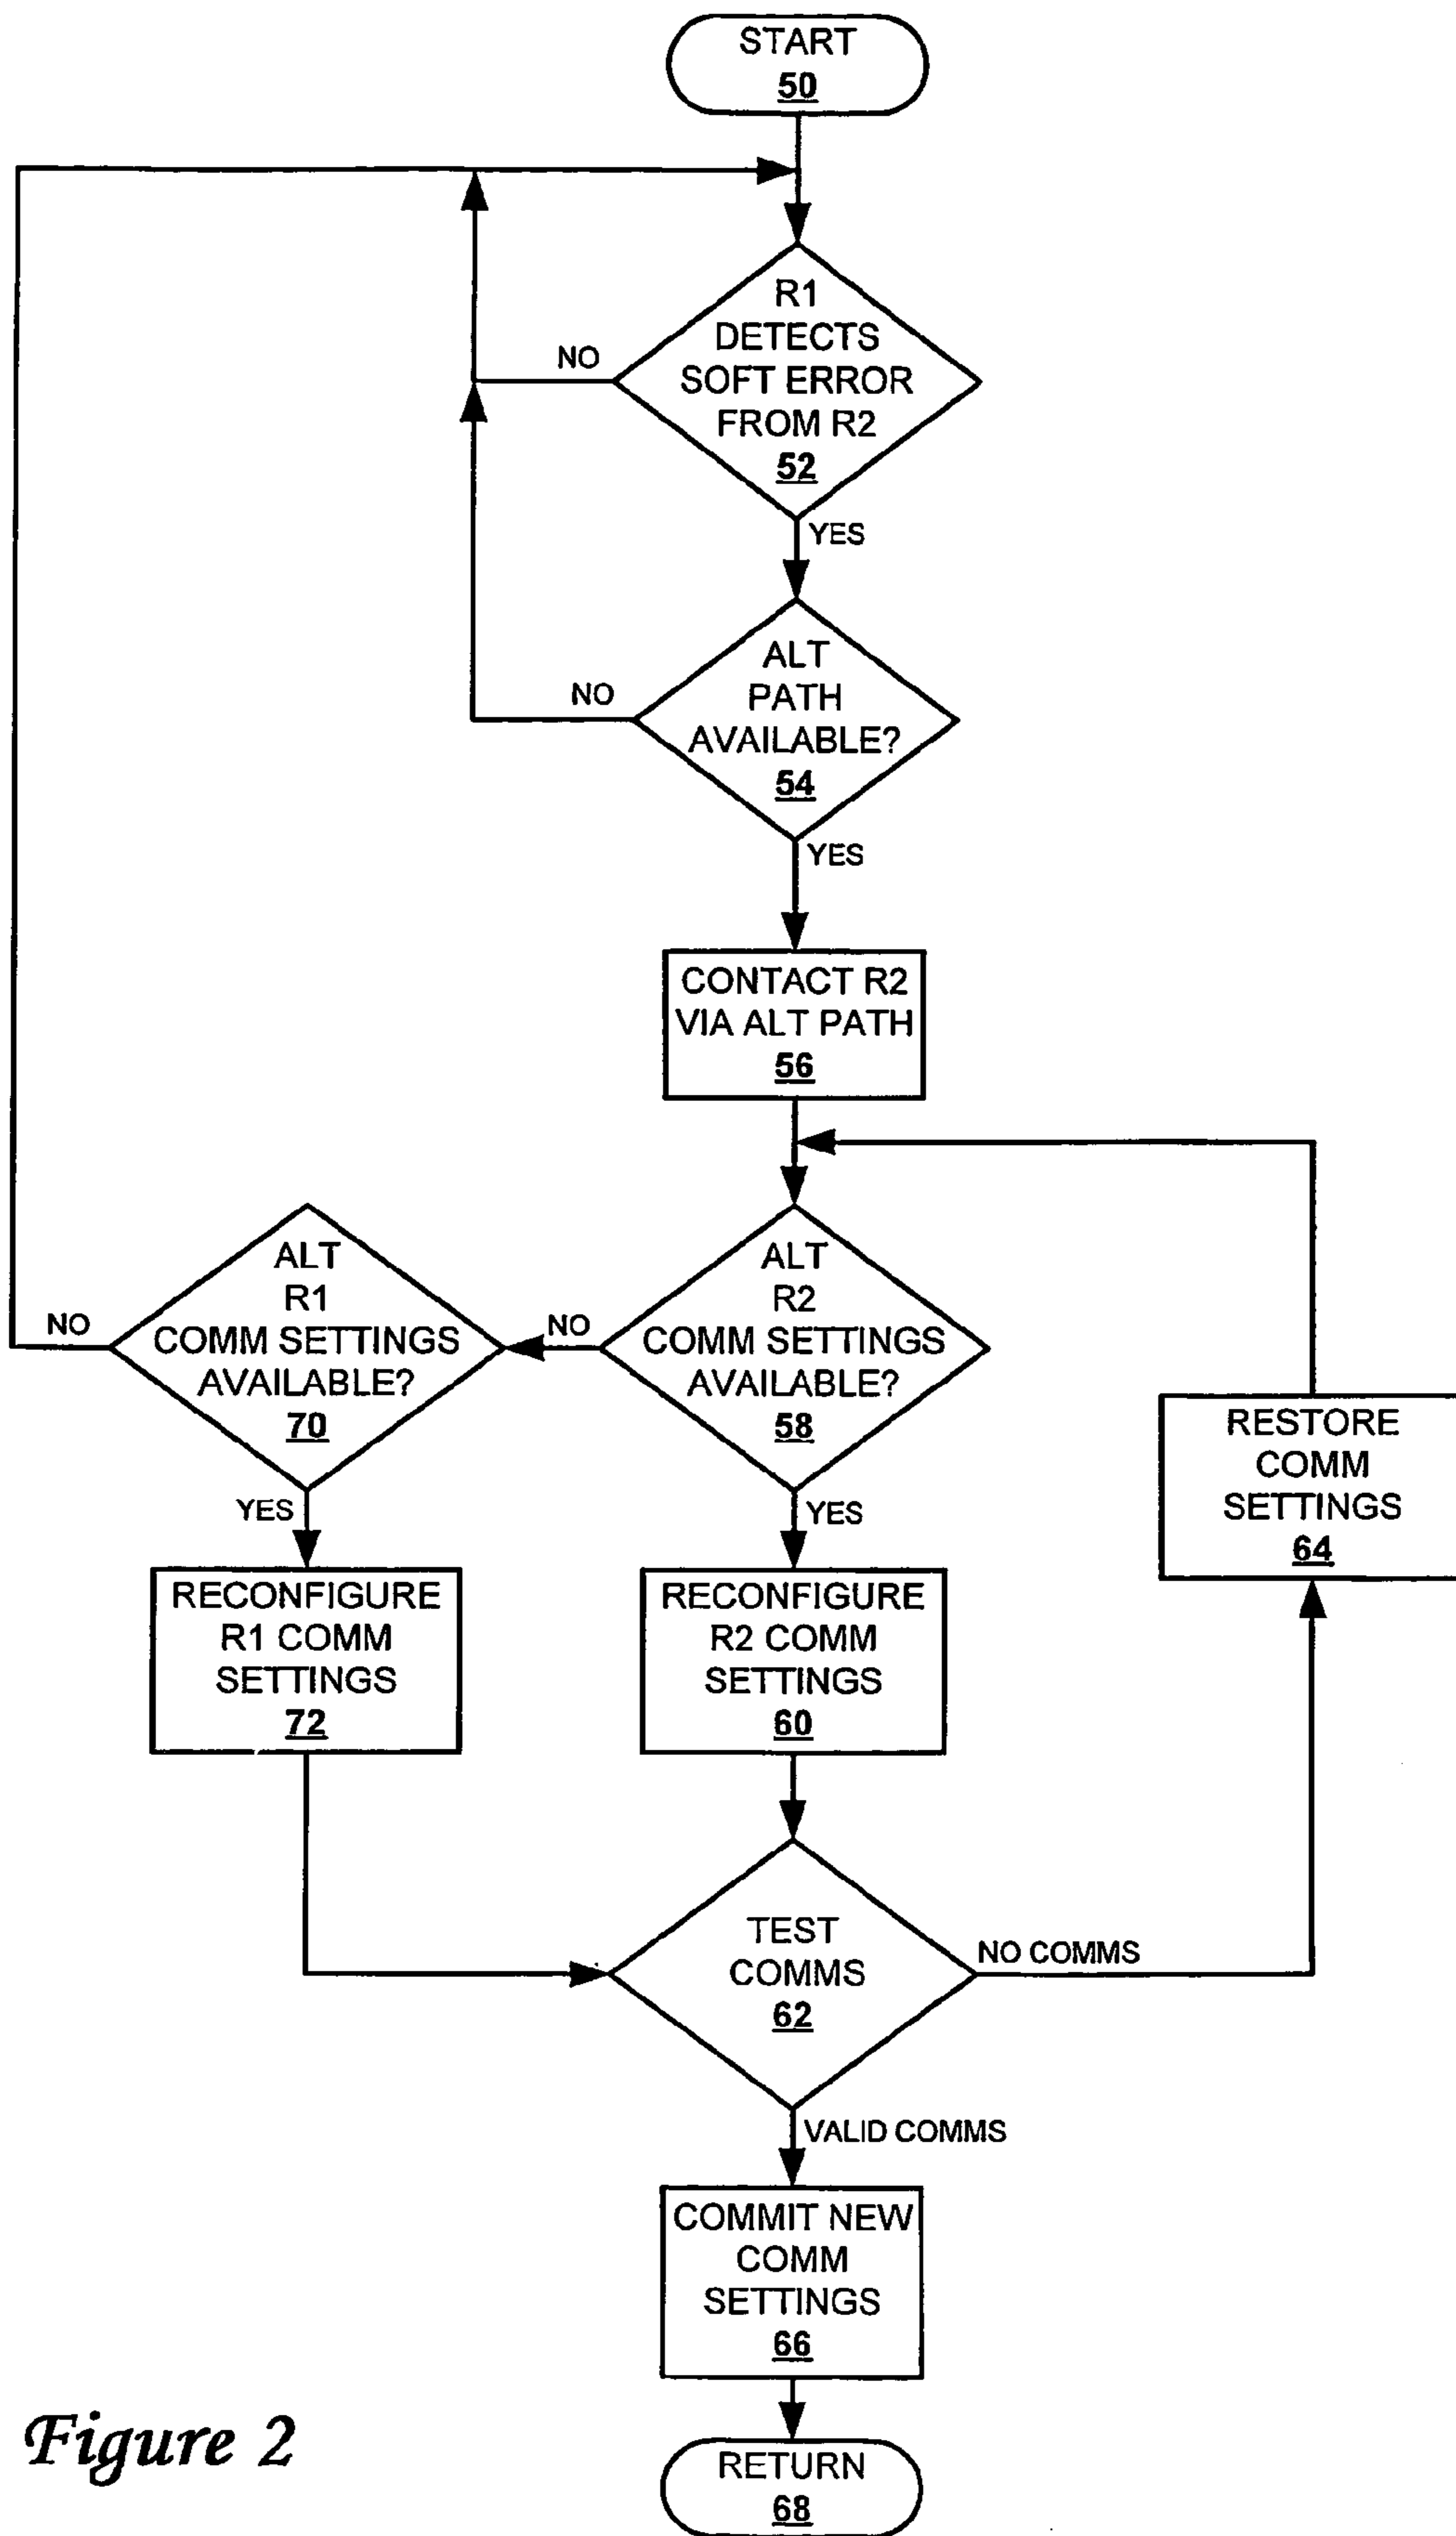 START
50
R1
DETECTS
SOFT ERROR
FROM R2
52
NO
YES
ALT
PATH
AVAILABLE?
54
NO
YES
CONTACT R2
VIA ALT PATH
56
ALT
R2
COMM SETTINGS
AVAILABLE?
58
NO
YES
ALT
R1
COMM SETTINGS
AVAILABLE?
70
NO
YES
RECONFIGURE
R1 COMM
SETTINGS
72
RECONFIGURE
R2 COMM
SETTINGS
60
RESTORE
COMM
SETTINGS
64
TEST
COMMS
62
NO COMMS
VALID COMMS
COMMIT NEW
COMM
SETTINGS
66
RETURN
68
Figure 2